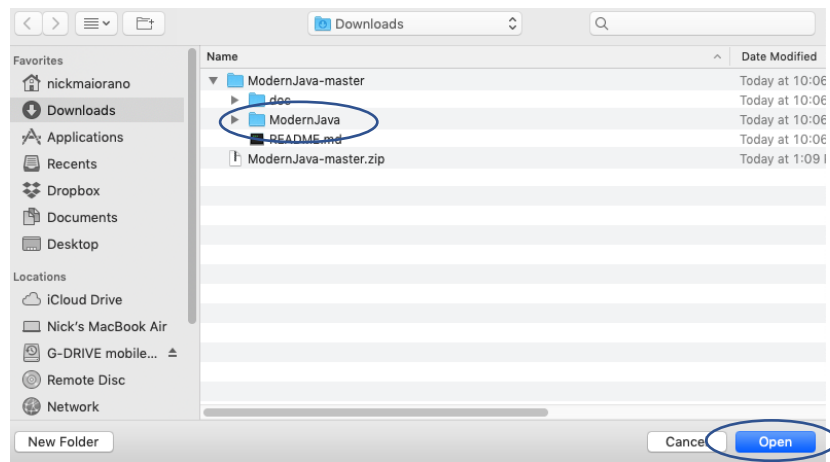 Downloads
Name
Date Modified
Favorites
nickmaiorano
Downloads
Applications
Recents
Dropbox
Documents
Desktop
Locations
iCloud Drive
Nick's MacBook Air
G-DRIVE mobile...
Remote Disc
Network
ModernJava-master
Today at 10:06
doc
Today at 10:06
ModernJava
Today at 10:06
README.md
Today at 10:06
ModernJava-master.zip
Today at 1:09
New Folder
Cance
Open